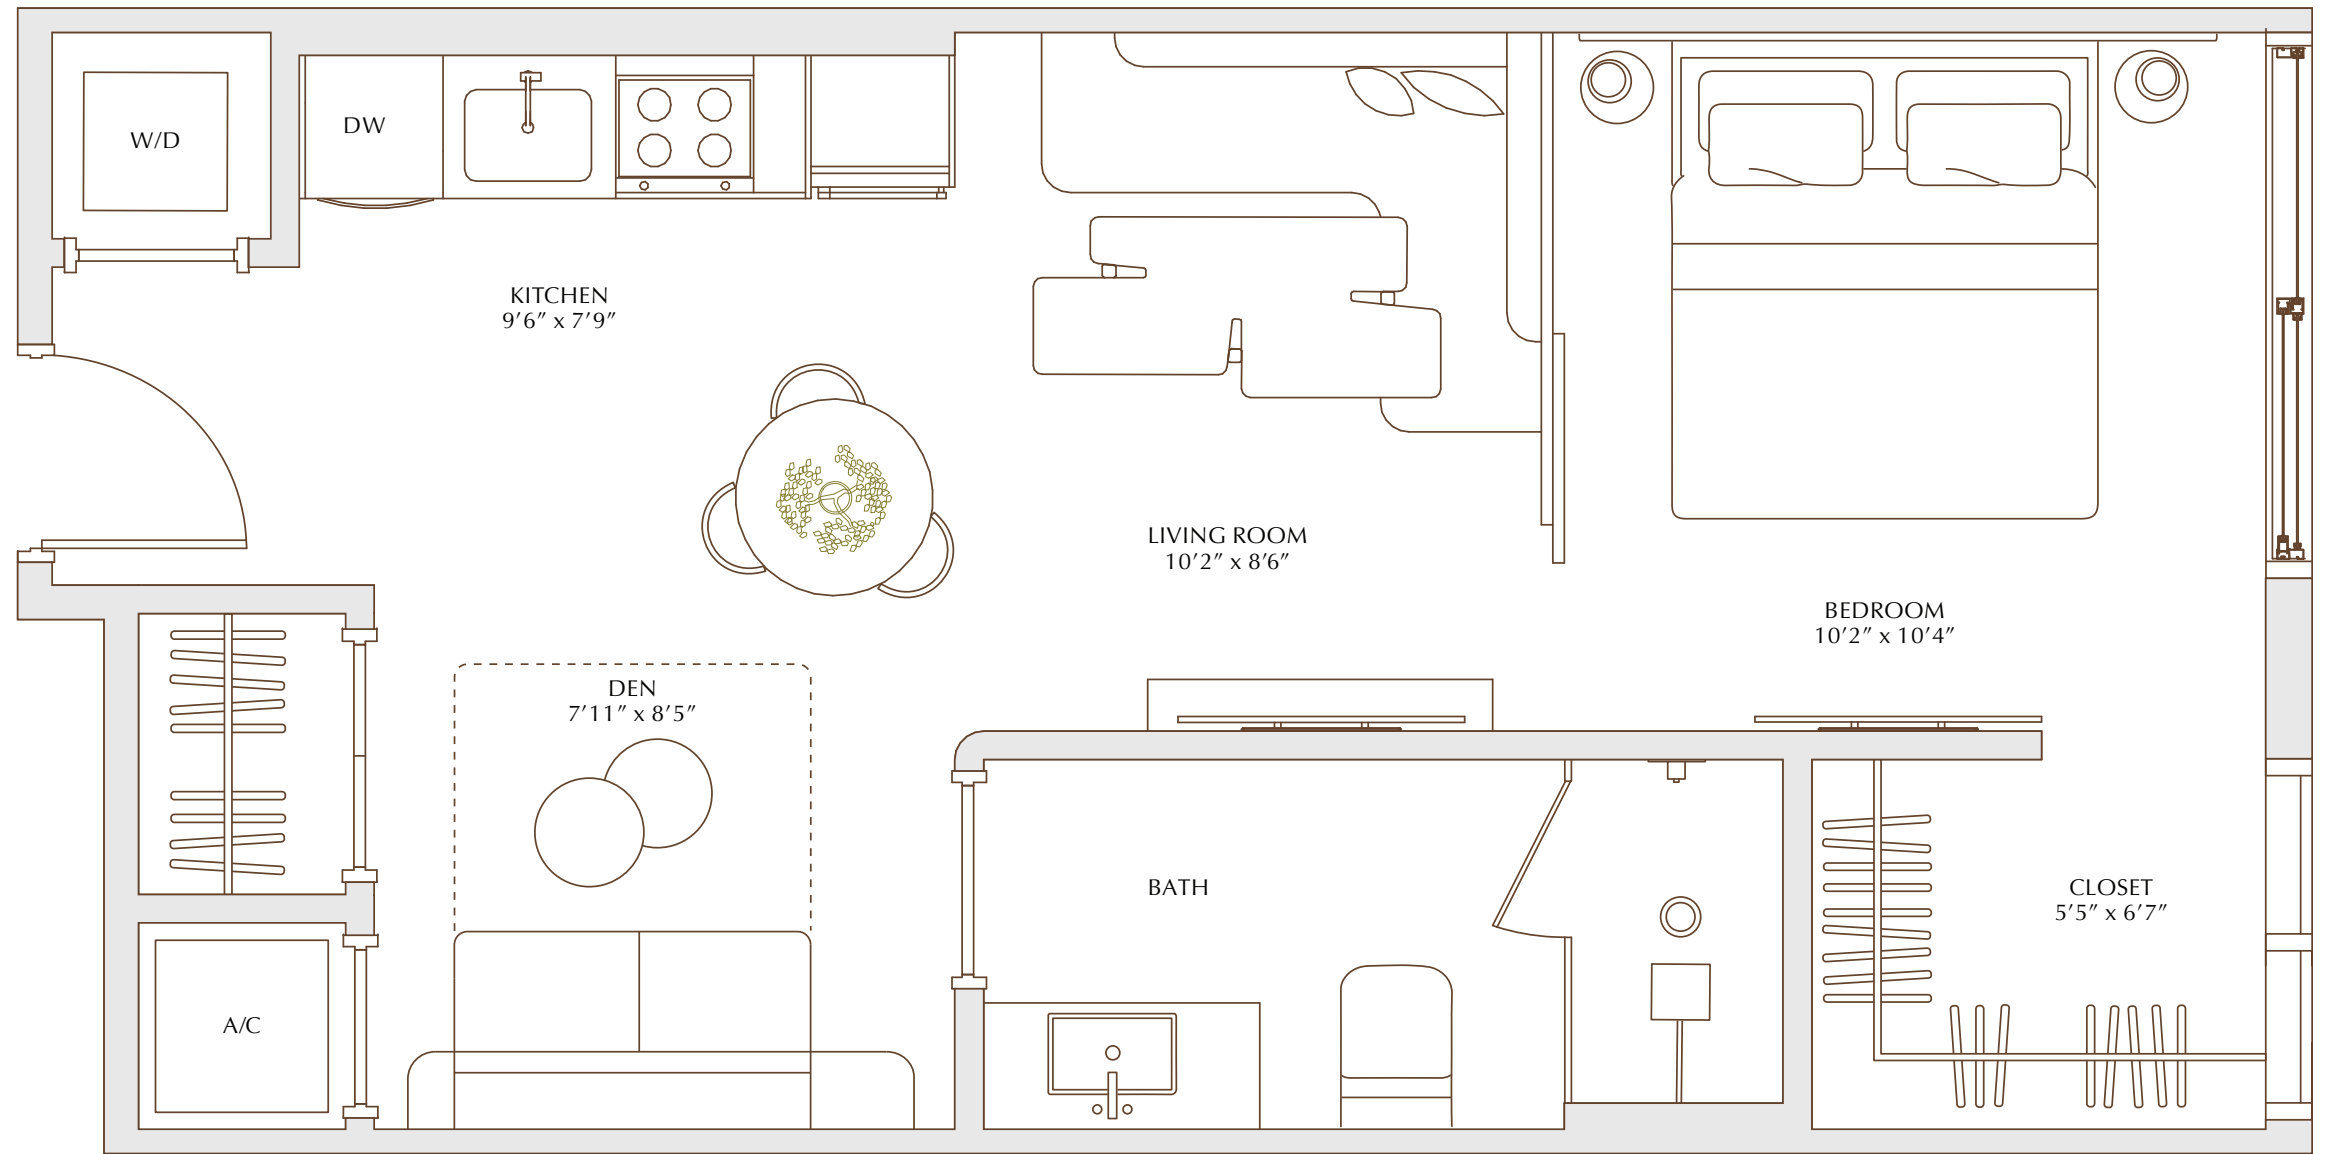 W/D
DW
KITCHEN
9’6” x 7’9”
LIVING ROOM
10’2” x 8’6”
BEDROOM
10’2” x 10’4”
DEN
7’11” x 8’5”
BATH
CLOSET
5’5” x 6’7”
A/C